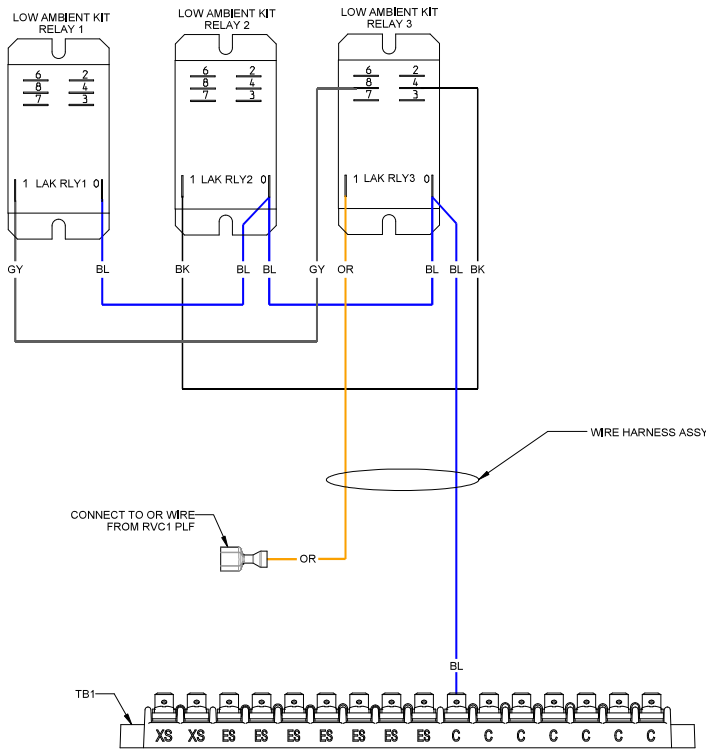 LOW AMBIENT KIT
RELAY 1
LOW AMBIENT KIT
RELAY 2
LOW AMBIENT KIT
RELAY 3
6 2
8 4
7 3
6 2
8 4
7 3
6 2
8 4
7 3
1 LAK RLY1 0
1 LAK RLY2 0
1 LAK RLY3 0
GY BL BK BL BL GY OR BL BL BK
WIRE HARNESS ASSY
CONNECT TO OR WIRE
FROM RVC1 PLF
OR
BL
TB1
XS XS ES ES ES ES ES ES ES C C C C C C C